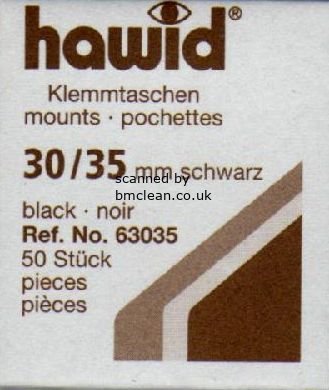 hawid®
Klemmtaschen
mounts · pochettes
30/35 mm schwarz
scanned by
bmclean.co.uk
black · noir
Ref. No. 63035
50 Stück
pieces
pièces